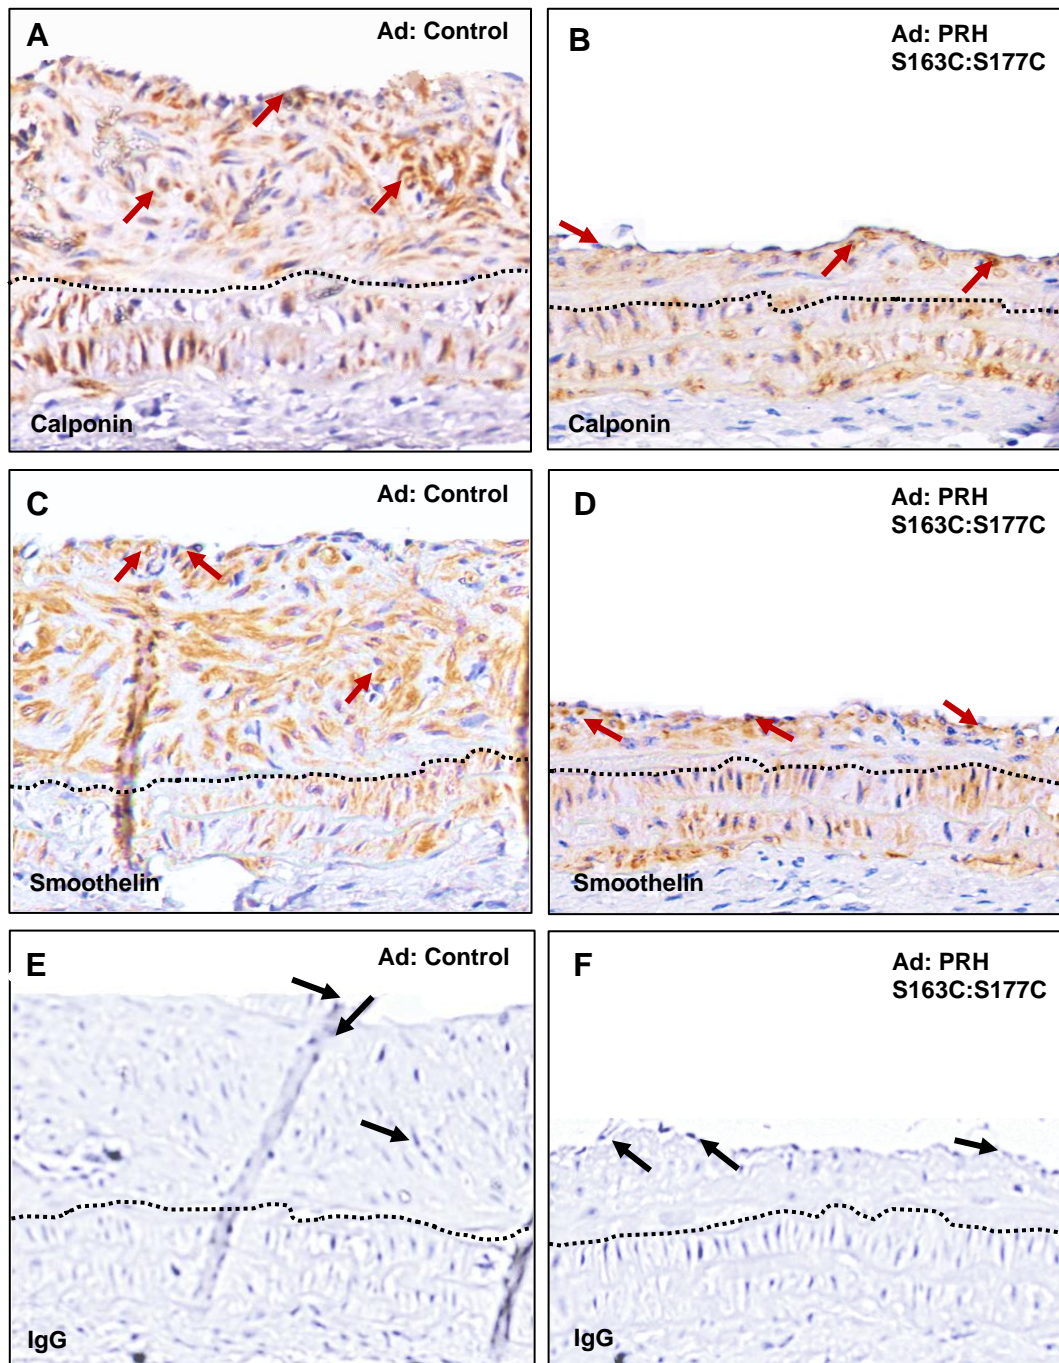 A
Ad: Control
Calponin
B
Ad: PRH
S163C:S177C
Calponin
C
Ad: Control
Smoothelin
D
Ad: PRH
S163C:S177C
Smoothelin
E
Ad: Control
IgG
F
Ad: PRH
S163C:S177C
IgG